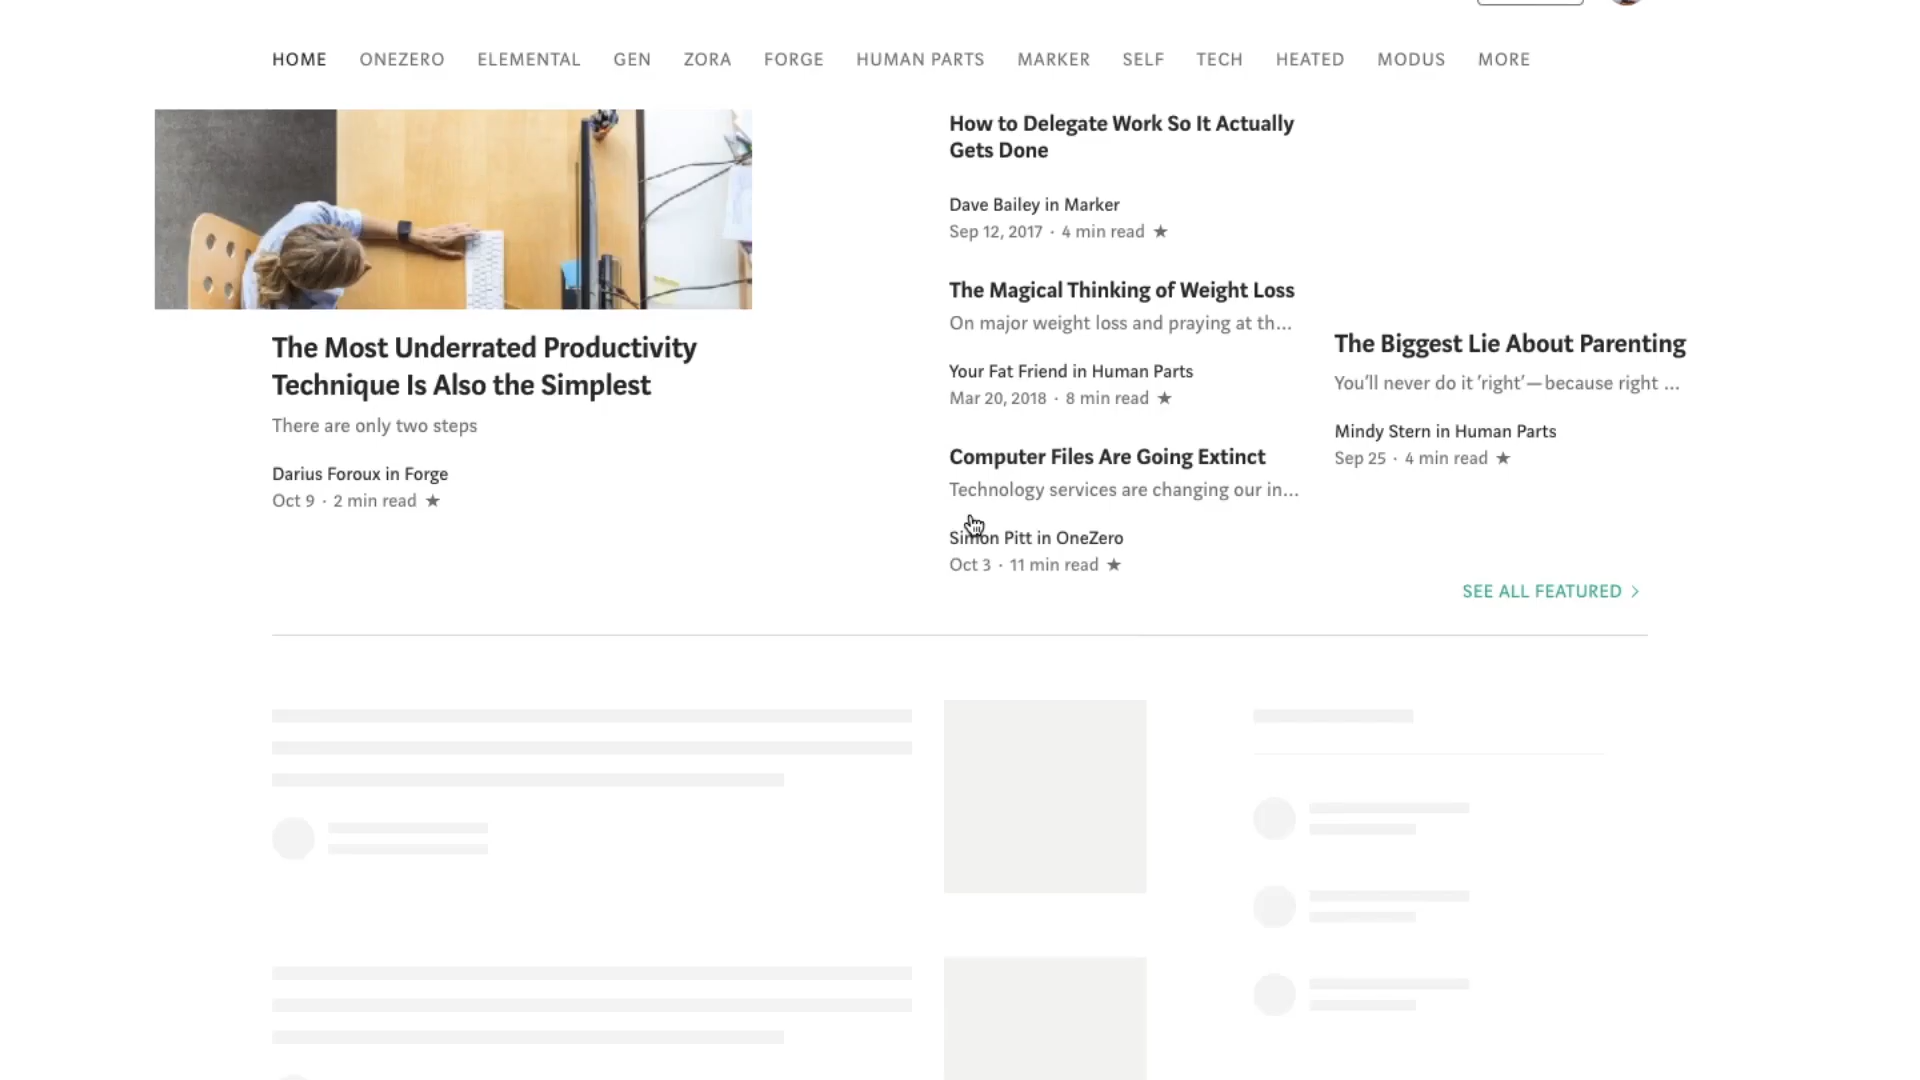 HOME ONEZERO ELEMENTAL GEN ZORA FORGE HUMAN PARTS MARKER SELF TECH HEATED MODUS MORE
The Most Underrated Productivity
Technique Is Also the Simplest
There are only two steps
Darius Foroux in Forge
Oct 9 · 2 min read ★
How to Delegate Work So It Actually
Gets Done
Dave Bailey in Marker
Sep 12, 2017 · 4 min read ★
The Magical Thinking of Weight Loss
On major weight loss and praying at th...
Your Fat Friend in Human Parts
Mar 20, 2018 · 8 min read ★
Computer Files Are Going Extinct
Technology services are changing our in...
Simon Pitt in OneZero
Oct 3 · 11 min read ★
The Biggest Lie About Parenting
You’ll never do it ‘right’—because right ...
Mindy Stern in Human Parts
Sep 25 · 4 min read ★
SEE ALL FEATURED >